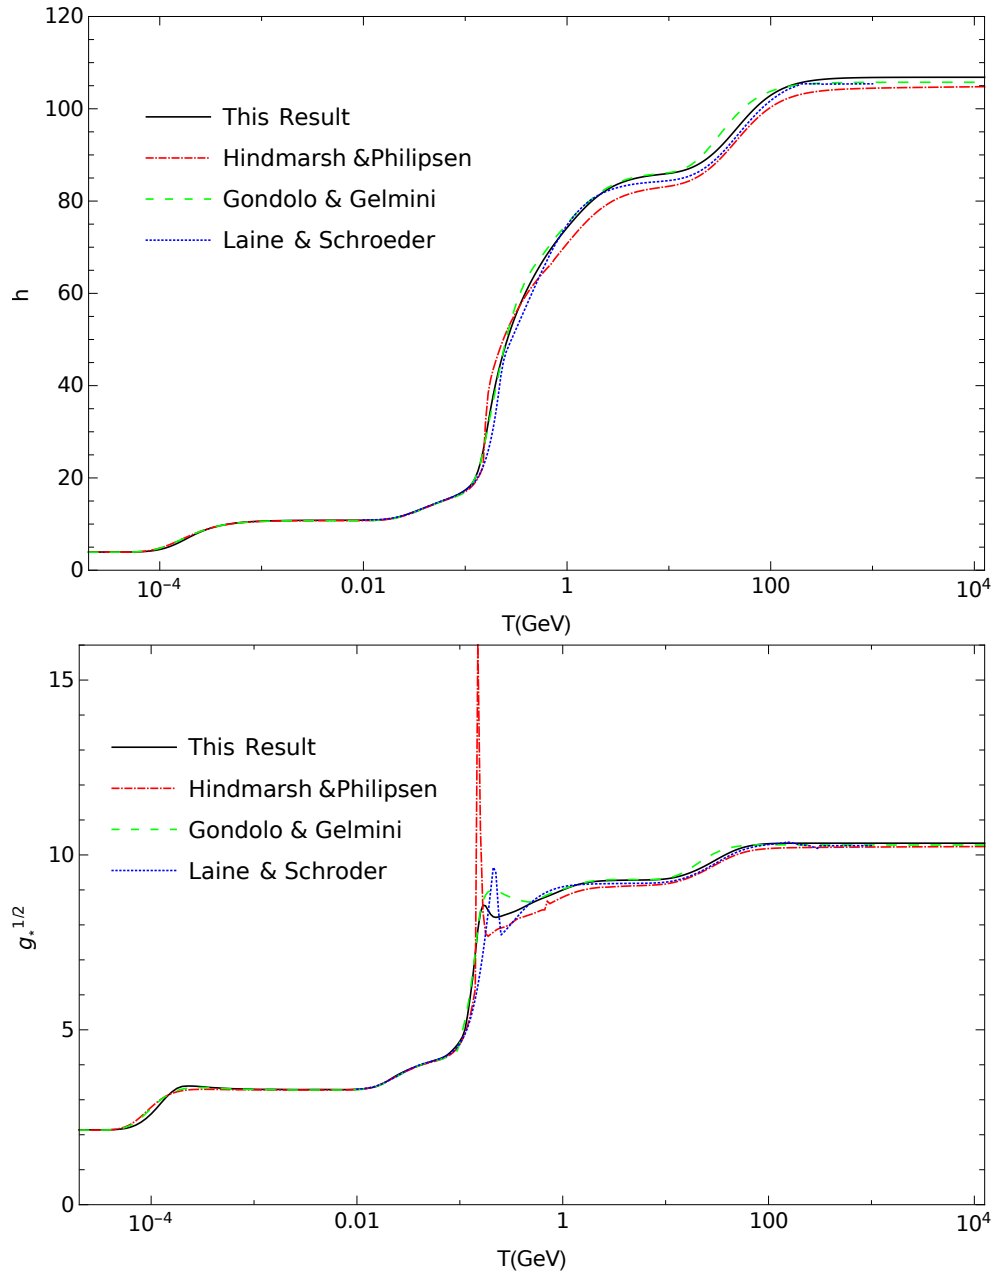 120
100
80
60
40
20
0
h
This Result
Hindmarsh &Philipsen
Gondolo & Gelmini
Laine & Schroeder
10⁻⁴
0.01
1
100
10⁴
T(GeV)
15
10
5
0
g*^1/2
This Result
Hindmarsh &Philipsen
Gondolo & Gelmini
Laine & Schroder
10⁻⁴
0.01
1
100
10⁴
T(GeV)